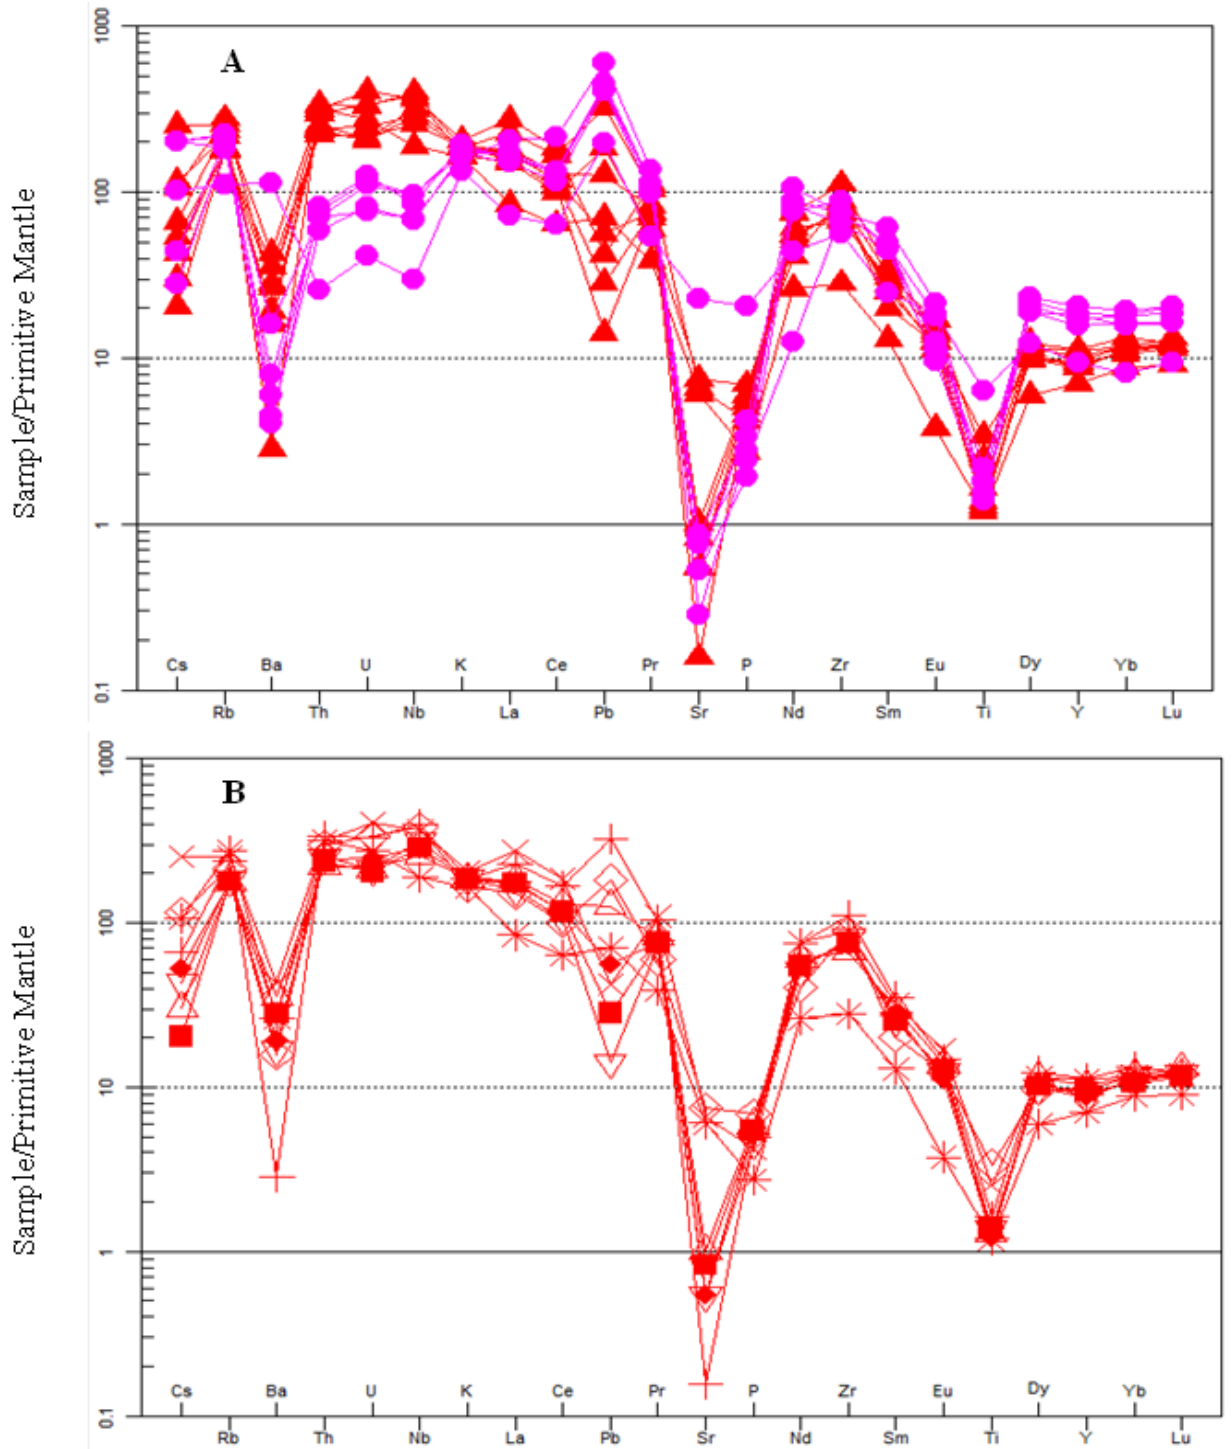 1000
A
100
10
1
0.1
Sample/Primitive Mantle
Cs Ba U K Ce Pr P Zr Eu Dy Yb
Rb Th Nb La Pb Sr Nd Sm Ti Y Lu
1000
B
100
10
1
0.1
Sample/Primitive Mantle
Cs Ba U K Ce Pr P Zr Eu Dy Yb
Rb Th Nb La Pb Sr Nd Sm Ti Y Lu